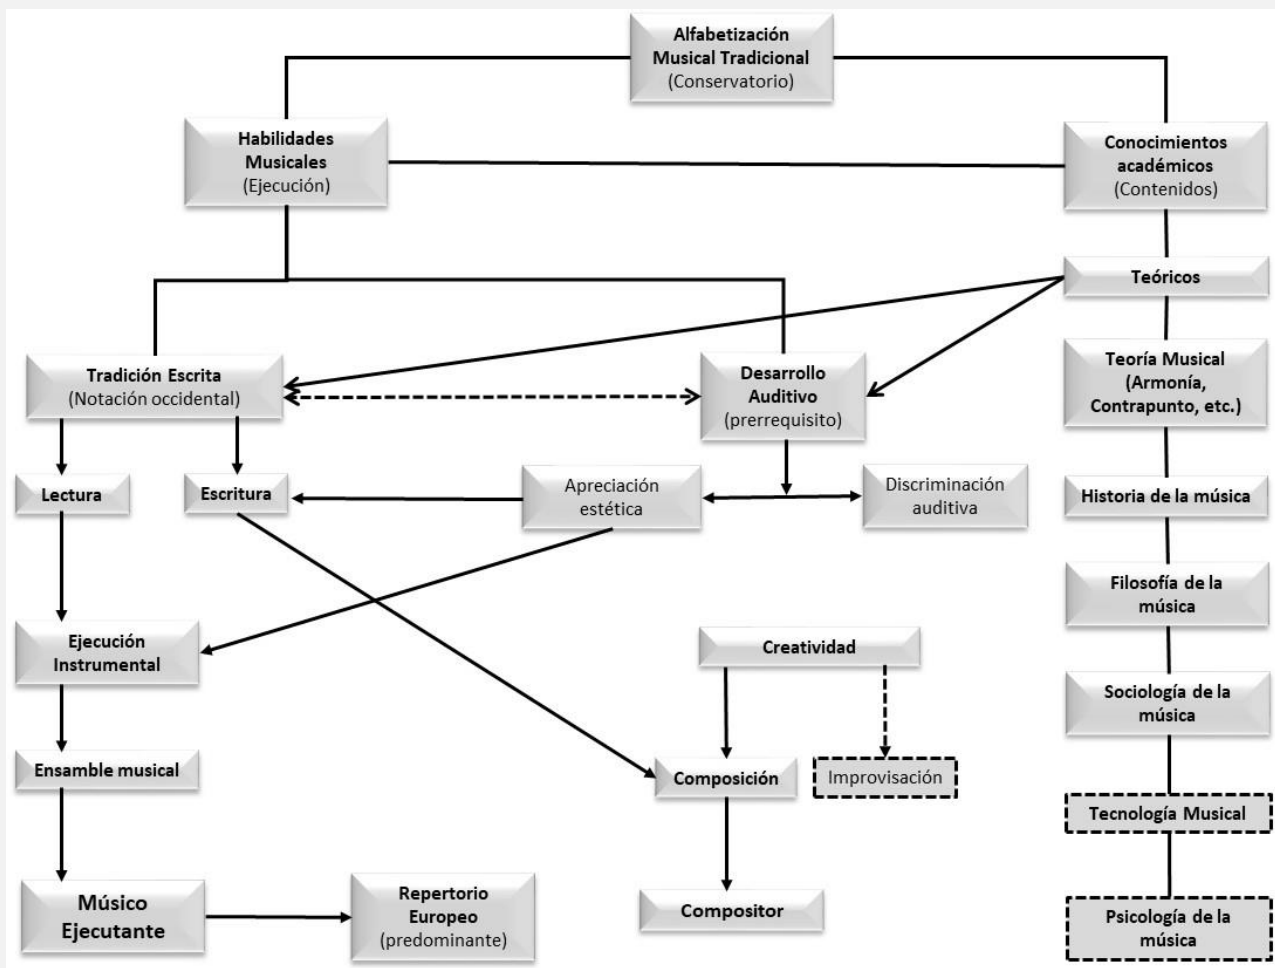 Alfabetización
Musical Tradicional
(Conservatorio)
Habilidades
Musicales
(Ejecución)
Conocimientos
académicos
(Contenidos)
Teóricos
Tradición Escrita
(Notación occidental)
Desarrollo
Auditivo
(prerrequisito)
Teoría Musical
(Armonía,
Contrapunto, etc.)
Lectura
Escritura
Apreciación
estética
Discriminación
auditiva
Historia de la música
Filosofía de la
música
Ejecución
Instrumental
Creatividad
Sociología de la
música
Ensamble musical
Composición
Improvisación
Tecnología Musical
Músico
Ejecutante
Repertorio
Europeo
(predominante)
Compositor
Psicología de la
música